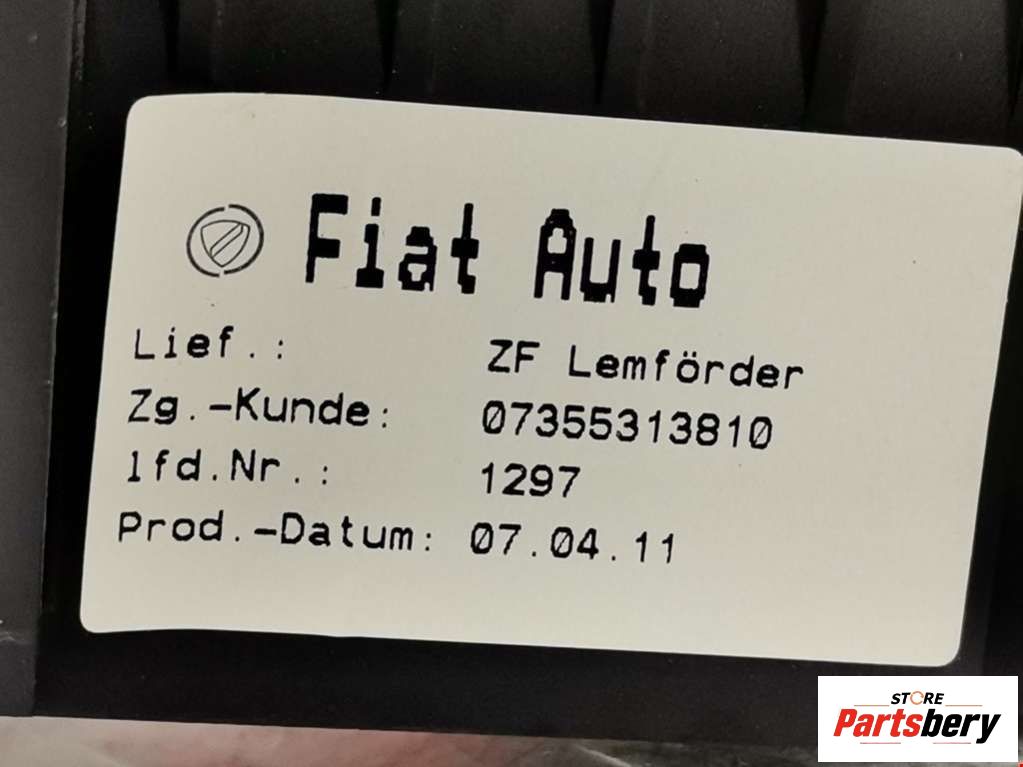 Fiat Auto
Lief.: ZF Lemförder
Zg.-Kunde: 07355313810
lfd.Nr.: 1297
Prod.-Datum: 07.04.11
STORE
Partsbery